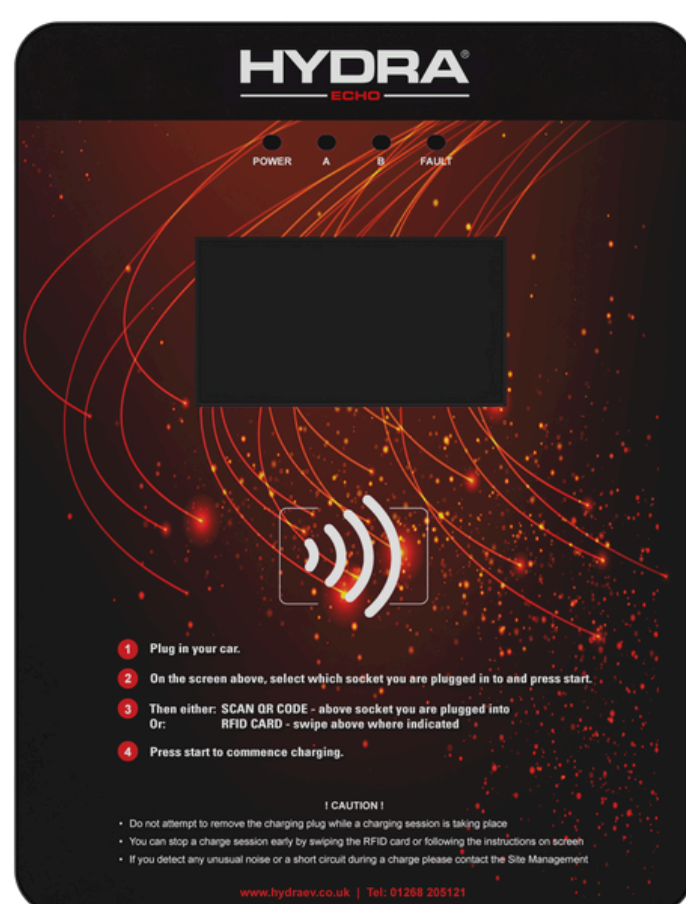 HYDRA®
ECHO
POWER A B FAULT
1 Plug in your car.
2 On the screen above, select which socket you are plugged in to and press start.
3 Then either: SCAN QR CODE - above socket you are plugged into
Or: RFID CARD - swipe above where indicated
4 Press start to commence charging.
! CAUTION !
• Do not attempt to remove the charging plug while a charging session is taking place
• You can stop a charge session early by swiping the RFID card or following the instructions on screen
• If you detect any unusual noise or a short circuit during a charge please contact the Site Management
www.hydraev.co.uk | Tel: 01268 205121